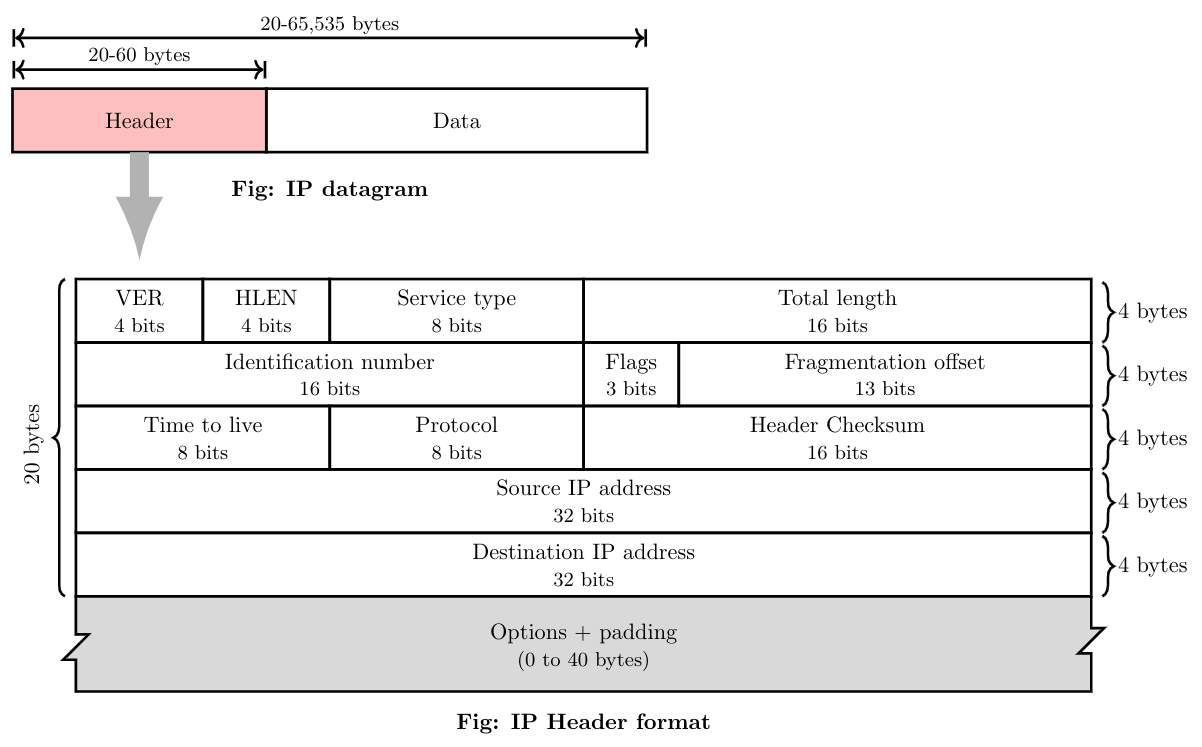 20-65,535 bytes
20-60 bytes
Header
Data
Fig: IP datagram
VER
4 bits
HLEN
4 bits
Service type
8 bits
Total length
16 bits
4 bytes
Identification number
16 bits
Flags
3 bits
Fragmentation offset
13 bits
4 bytes
Time to live
8 bits
Protocol
8 bits
Header Checksum
16 bits
4 bytes
20 bytes
Source IP address
32 bits
4 bytes
Destination IP address
32 bits
4 bytes
Options + padding
(0 to 40 bytes)
Fig: IP Header format